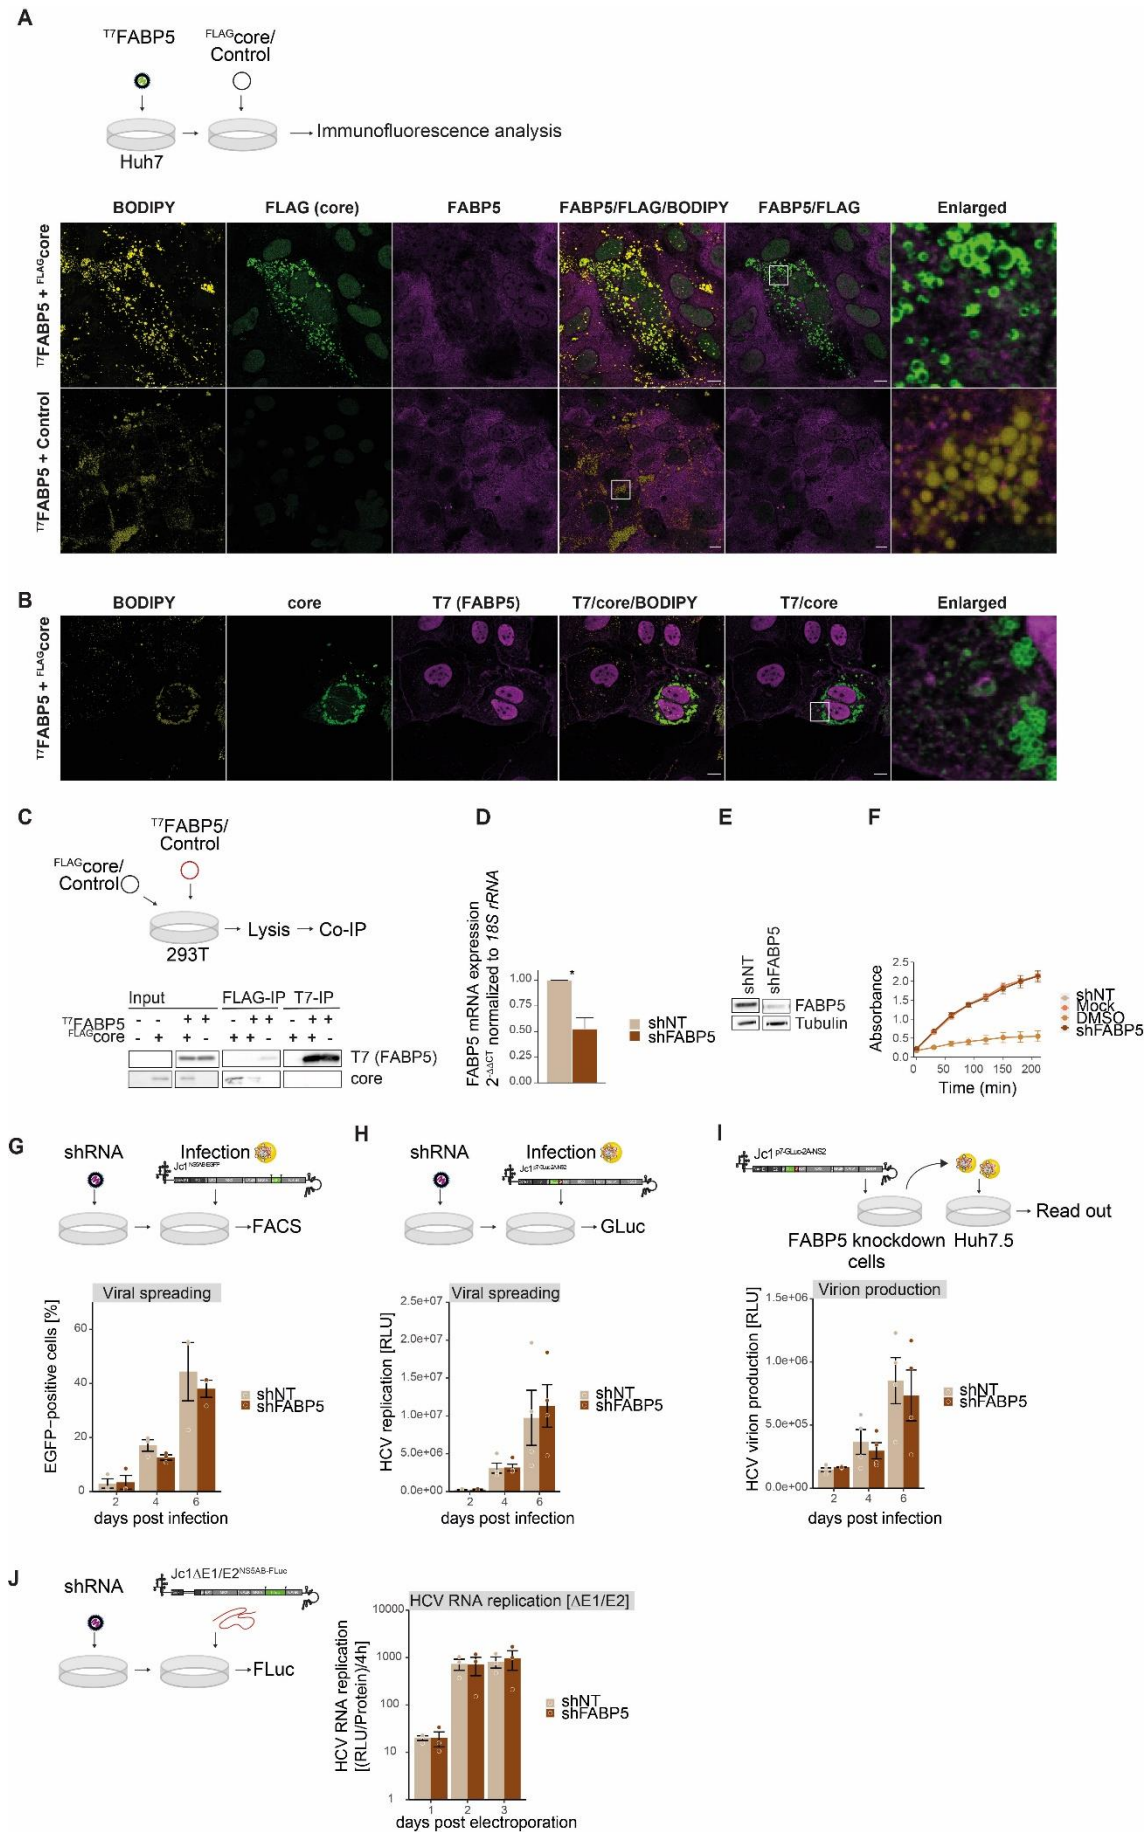 A
T7FABP5
FLAGcore/
Control
Huh7
Immunofluorescence analysis
BODIPY FLAG (core) FABP5 FABP5/FLAG/BODIPY FABP5/FLAG Enlarged
T7FABP5 + FLAGcore
T7FABP5 + Control
B
BODIPY core T7 (FABP5) T7/core/BODIPY T7/core Enlarged
T7FABP5 + FLAGcore
C
T7FABP5/
Control
FLAGcore/
Control
293T
Lysis
Co-IP
Input FLAG-IP T7-IP
T7FABP5 - - + + - + + - + +
FLAGcore - + + - + + - + + -
T7 (FABP5)
core
D
FABP5 mRNA expression
2-ΔΔCT normalized to 18S rRNA
1.00
0.75
0.50
0.25
0.00
*
shNT
shFABP5
E
shNT
shFABP5
FABP5
Tubulin
F
Absorbance
2.5
2.0
1.5
1.0
0.5
0.0
0 50 100 150 200
Time (min)
shNT
Mock
DMSO
shFABP5
G
shRNA
Infection
Jc1NS5AB-EGFP
FACS
Viral spreading
EGFP-positive cells [%]
60
40
20
0
2 4 6
days post infection
shNT
shFABP5
H
shRNA
Infection
Jc1p7-GLuc-2A-NS2
GLuc
Viral spreading
HCV replication [RLU]
2.5e+07
2.0e+07
1.5e+07
1.0e+07
5.0e+06
0.0e+00
2 4 6
days post infection
shNT
shFABP5
I
Jc1p7-GLuc-2A-NS2
FABP5 knockdown
cells
Huh7.5
Read out
Virion production
HCV virion production [RLU]
1.5e+06
1.0e+06
5.0e+05
0.0e+00
2 4 6
days post infection
shNT
shFABP5
J
shRNA
Jc1ΔE1/E2NS5AB-FLuc
FLuc
HCV RNA replication [ΔE1/E2]
HCV RNA replication
[(RLU/Protein)/4h]
10000
1000
100
10
1
1 2 3
days post electroporation
shNT
shFABP5